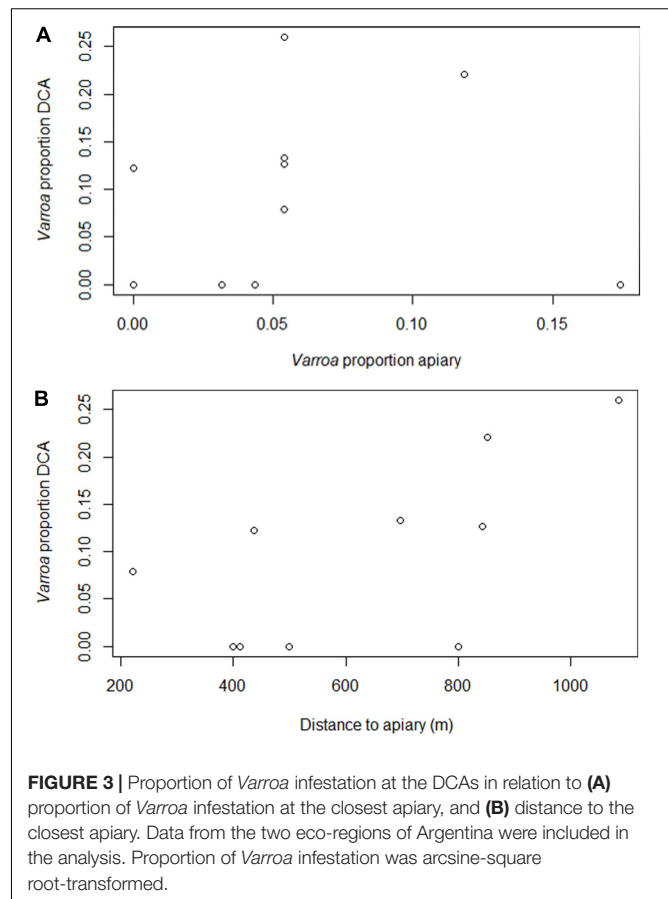 A
Varroa proportion DCA
0.25
0.20
0.15
0.10
0.05
0.00
0.00 0.05 0.10 0.15
Varroa proportion apiary
B
Varroa proportion DCA
0.25
0.20
0.15
0.10
0.05
0.00
200 400 600 800 1000
Distance to apiary (m)
FIGURE 3 | Proportion of Varroa infestation at the DCAs in relation to (A)
proportion of Varroa infestation at the closest apiary, and (B) distance to the
closest apiary. Data from the two eco-regions of Argentina were included in
the analysis. Proportion of Varroa infestation was arcsine-square
root-transformed.